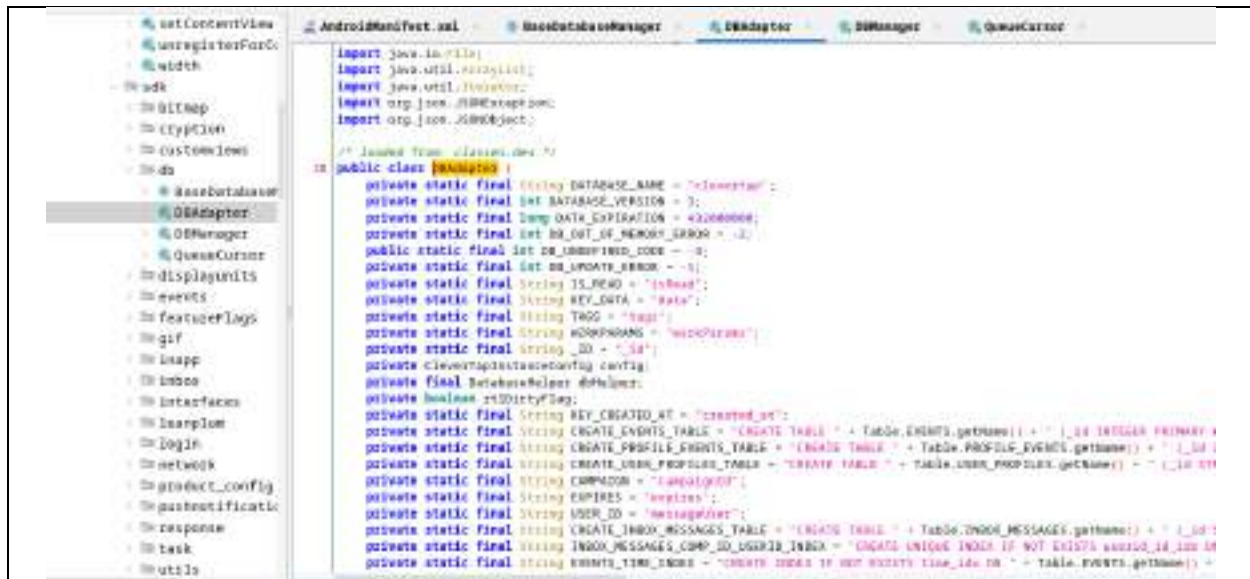 setContentView
unregisterForCo
width
sdk
bitmap
cryption
customviews
db
BaseDatabaseM
DBAdapter
DBManager
QueueCursor
displayunits
events
featureFlags
gif
inapp
inbox
interfaces
leanplum
login
network
product_config
pushnotificatio
response
task
utils
AndroidManifest.xml BaseDatabaseManager DBAdapter DBManager QueueCursor
import java.io.File;
import java.util.ArrayList;
import java.util.Iterator;
import org.json.JSONException;
import org.json.JSONObject;
/* loaded from: classes.dex */
public class DBAdapter {
private static final String DATABASE_NAME = "clevertap";
private static final int DATABASE_VERSION = 3;
private static final long DATA_EXPIRATION = 432000000;
private static final int DB_OUT_OF_MEMORY_ERROR = -2;
public static final int DB_UNDEFINED_CODE = -3;
private static final int DB_UPDATE_ERROR = -1;
private static final String IS_READ = "isRead";
private static final String KEY_DATA = "data";
private static final String TAGS = "tags";
private static final String WZRKPARAMS = "wzrkParams";
private static final String _ID = "_id";
private CleverTapInstanceConfig config;
private final DatabaseHelper dbHelper;
private boolean rtlDirtyFlag;
private static final String KEY_CREATED_AT = "created_at";
private static final String CREATE_EVENTS_TABLE = "CREATE TABLE " + Table.EVENTS.getName() + " (_id INTEGER PRIMARY
private static final String CREATE_PROFILE_EVENTS_TABLE = "CREATE TABLE " + Table.PROFILE_EVENTS.getName() + " (_id
private static final String CREATE_USER_PROFILES_TABLE = "CREATE TABLE " + Table.USER_PROFILES.getName() + " (_id
private static final String CAMPAIGN = "campaignId";
private static final String EXPIRES = "expires";
private static final String USER_ID = "messageUser";
private static final String CREATE_INBOX_MESSAGES_TABLE = "CREATE TABLE " + Table.INBOX_MESSAGES.getName() + " (_id
private static final String INBOX_MESSAGES_COMP_ID_USERID_INDEX = "CREATE UNIQUE INDEX IF NOT EXISTS userid_id_idx
private static final String EVENTS_TIME_INDEX = "CREATE INDEX IF NOT EXISTS time_idx ON " + Table.EVENTS.getName() +